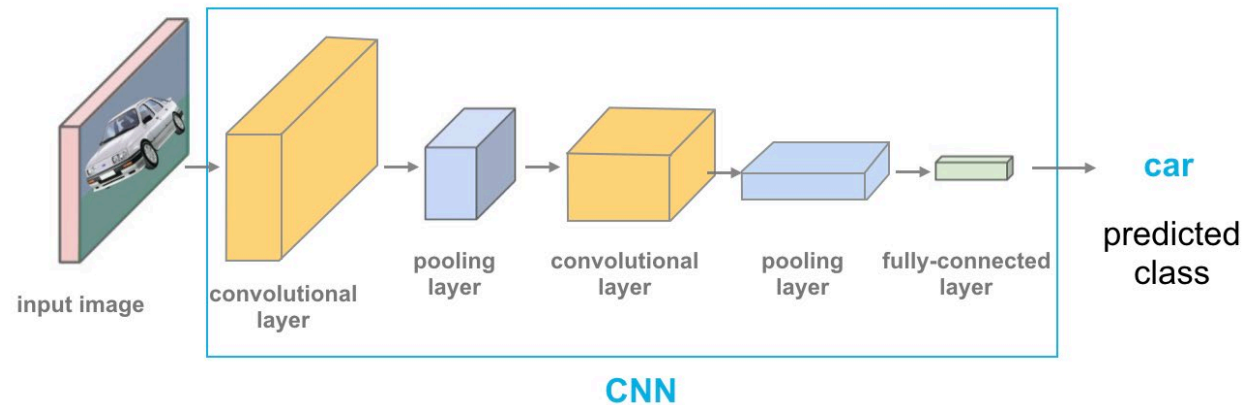 input image
convolutional
layer
pooling
layer
convolutional
layer
pooling
layer
fully-connected
layer
car
predicted
class
CNN